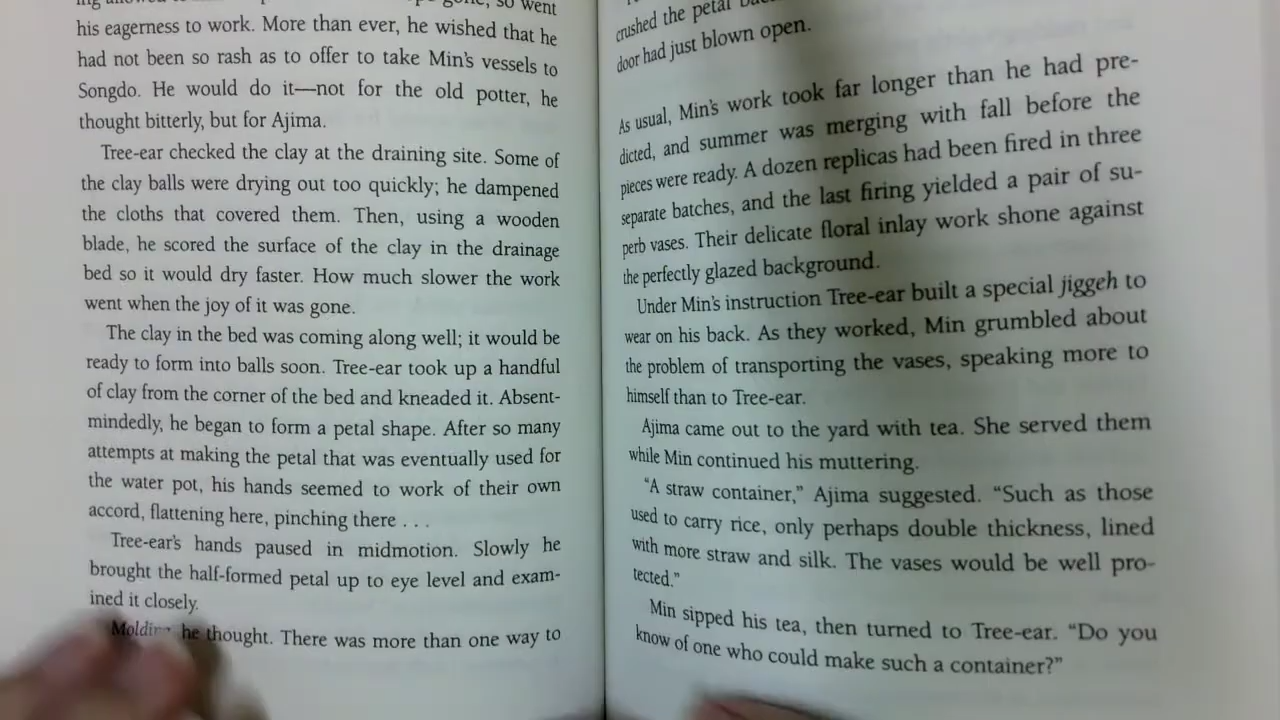 so went
his eagerness to work. More than ever, he wished that he
had not been so rash as to offer to take Min's vessels to
Songdo. He would do it—not for the old potter, he
thought bitterly, but for Ajima.
Tree-ear checked the clay at the draining site. Some of
the clay balls were drying out too quickly; he dampened
the cloths that covered them. Then, using a wooden
blade, he scored the surface of the clay in the drainage
bed so it would dry faster. How much slower the work
went when the joy of it was gone.
The clay in the bed was coming along well; it would be
ready to form into balls soon. Tree-ear took up a handful
of clay from the corner of the bed and kneaded it. Absent-
mindedly, he began to form a petal shape. After so many
attempts at making the petal that was eventually used for
the water pot, his hands seemed to work of their own
accord, flattening here, pinching there . . .
Tree-ear's hands paused in midmotion. Slowly he
brought the half-formed petal up to eye level and exam-
ined it closely.
he thought. There was more than one way to
crushed the petal
door had just blown open.
As usual, Min's work took far longer than he had pre-
dicted, and summer was merging with fall before the
pieces were ready. A dozen replicas had been fired in three
separate batches, and the last firing yielded a pair of su-
perb vases. Their delicate floral inlay work shone against
the perfectly glazed background.
Under Min's instruction Tree-ear built a special jiggeh to
wear on his back. As they worked, Min grumbled about
the problem of transporting the vases, speaking more to
himself than to Tree-ear.
Ajima came out to the yard with tea. She served them
while Min continued his muttering.
"A straw container," Ajima suggested. "Such as those
used to carry rice, only perhaps double thickness, lined
with more straw and silk. The vases would be well pro-
tected."
Min sipped his tea, then turned to Tree-ear. "Do you
know of one who could make such a container?"